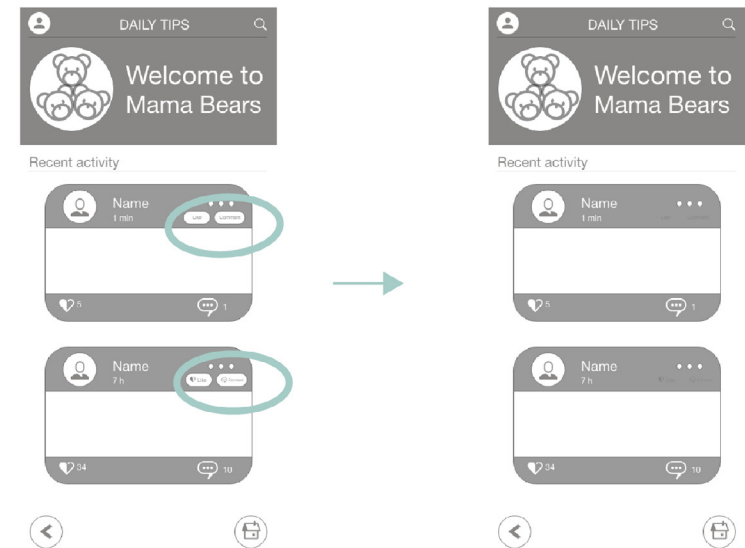 DAILY TIPS
Welcome to
Mama Bears
Recent activity
Name
1 min
Like Comment
5 1
Name
7 h
Like Comment
34 10
DAILY TIPS
Welcome to
Mama Bears
Recent activity
Name
1 min
5 1
Name
7 h
34 10